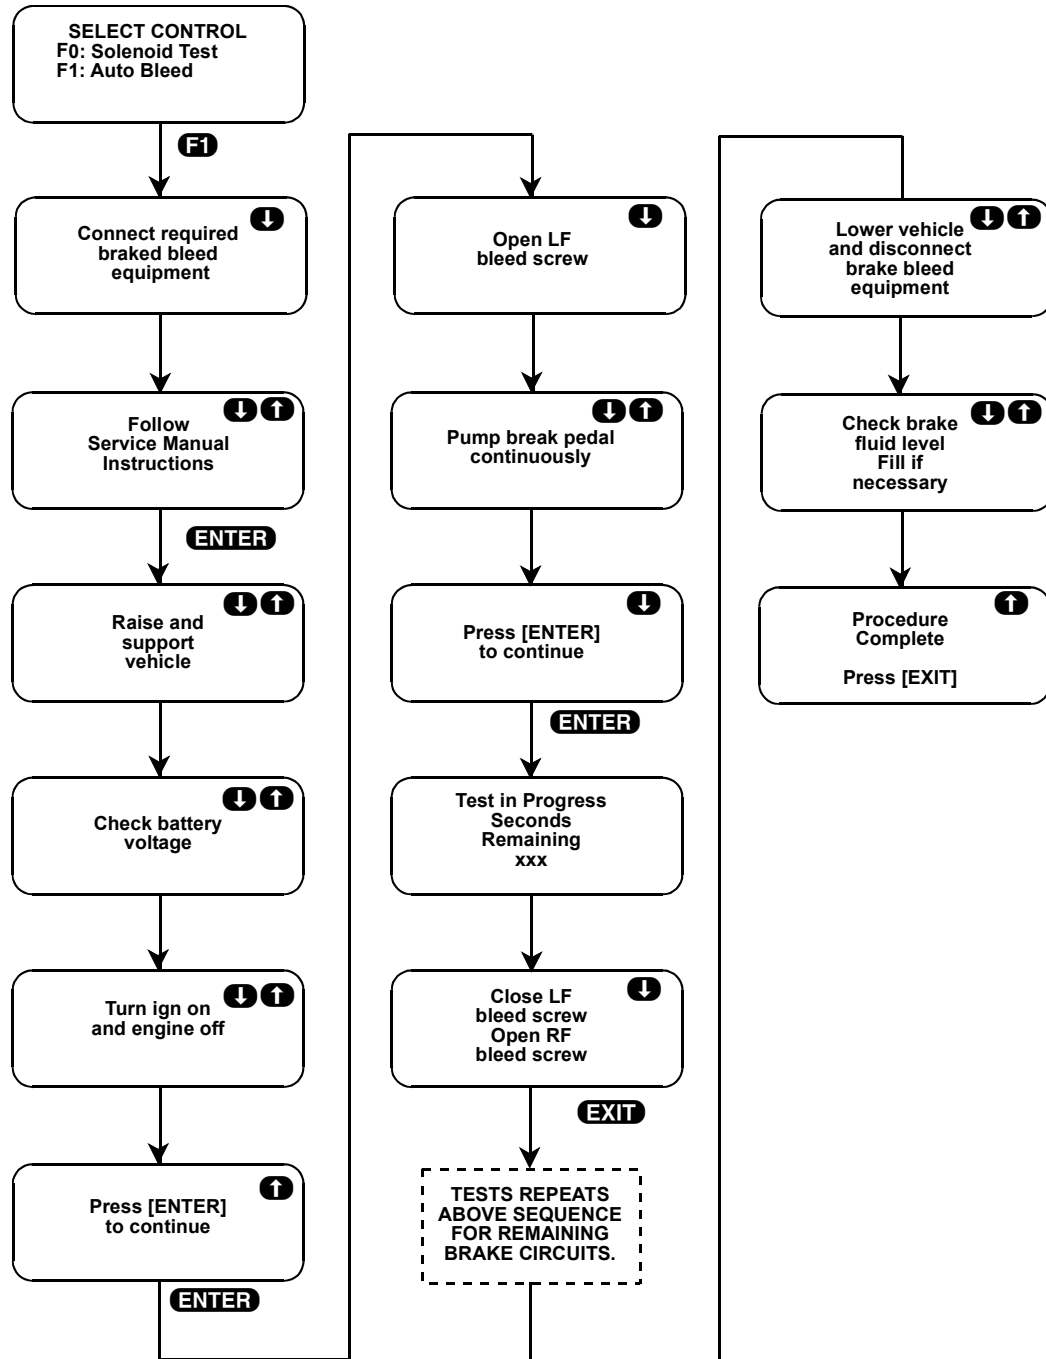 SELECT CONTROL
F0: Solenoid Test
F1: Auto Bleed
F1
Connect required
braked bleed
equipment
Follow
Service Manual
Instructions
ENTER
Raise and
support
vehicle
Check battery
voltage
Turn ign on
and engine off
Press [ENTER]
to continue
ENTER
Open LF
bleed screw
Pump break pedal
continuously
Press [ENTER]
to continue
ENTER
Test in Progress
Seconds
Remaining
xxx
Close LF
bleed screw
Open RF
bleed screw
EXIT
TESTS REPEATS
ABOVE SEQUENCE
FOR REMAINING
BRAKE CIRCUITS.
Lower vehicle
and disconnect
brake bleed
equipment
Check brake
fluid level
Fill if
necessary
Procedure
Complete
Press [EXIT]